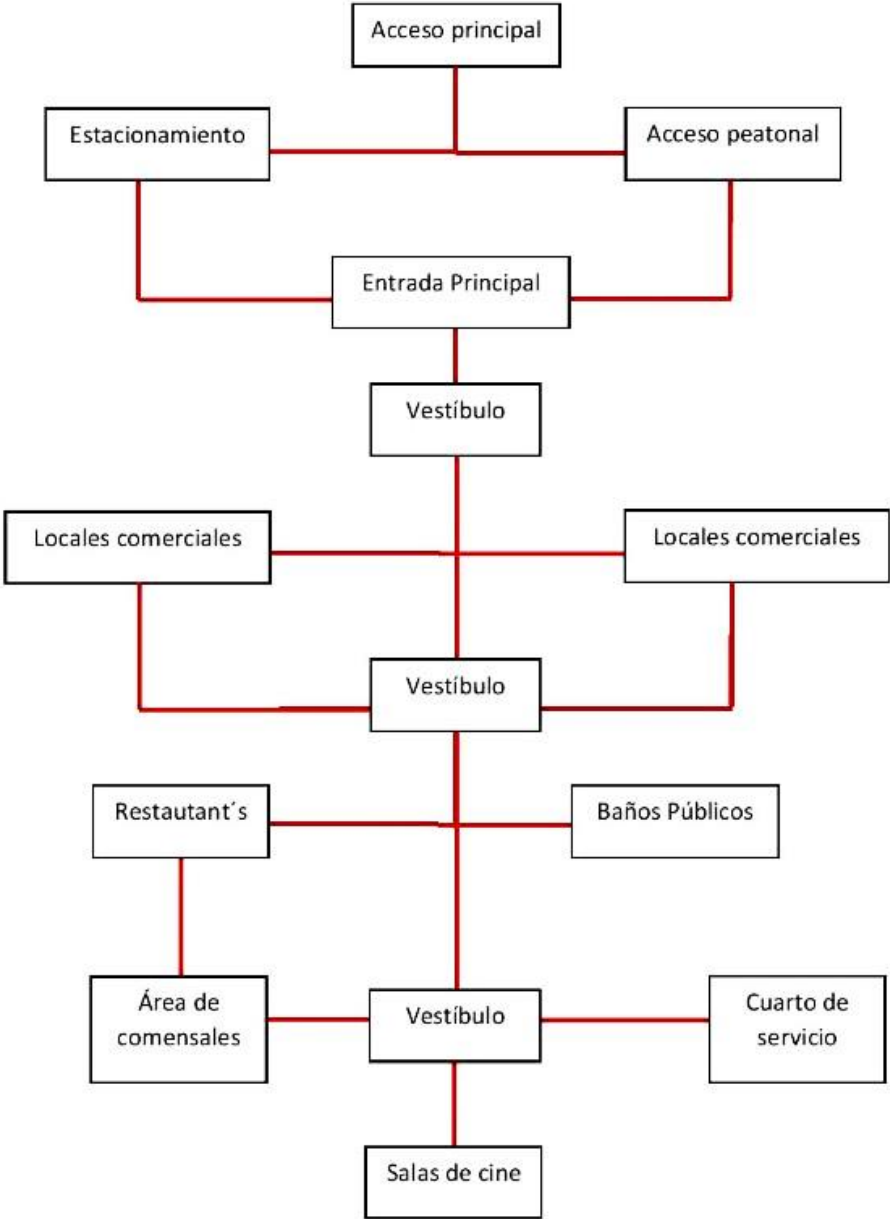 Acceso principal
Estacionamiento
Acceso peatonal
Entrada Principal
Vestíbulo
Locales comerciales
Locales comerciales
Vestíbulo
Restautant´s
Baños Públicos
Área de
comensales
Vestíbulo
Cuarto de
servicio
Salas de cine